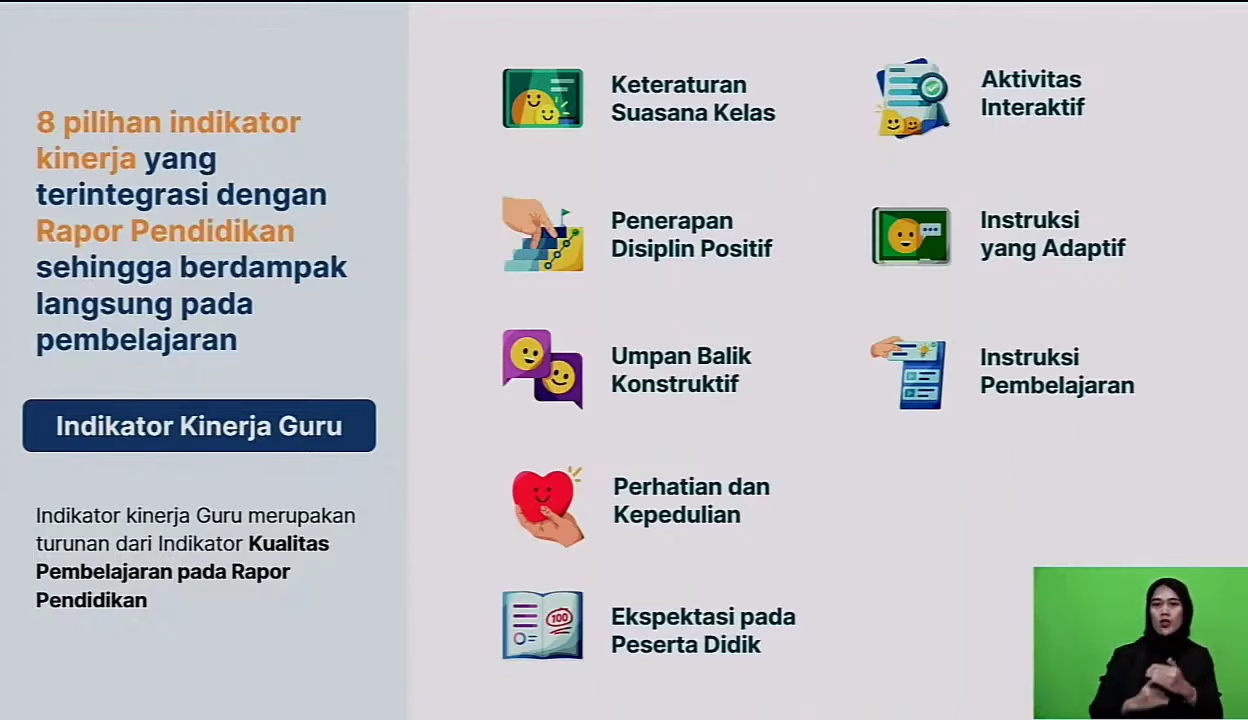 8 pilihan indikator
kinerja yang
terintegrasi dengan
Rapor Pendidikan
sehingga berdampak
langsung pada
pembelajaran
Indikator Kinerja Guru
Indikator kinerja Guru merupakan
turunan dari Indikator Kualitas
Pembelajaran pada Rapor
Pendidikan
Keteraturan
Suasana Kelas
Penerapan
Disiplin Positif
Umpan Balik
Konstruktif
Perhatian dan
Kepedulian
100
Ekspektasi pada
Peserta Didik
Aktivitas
Interaktif
Instruksi
yang Adaptif
Instruksi
Pembelajaran